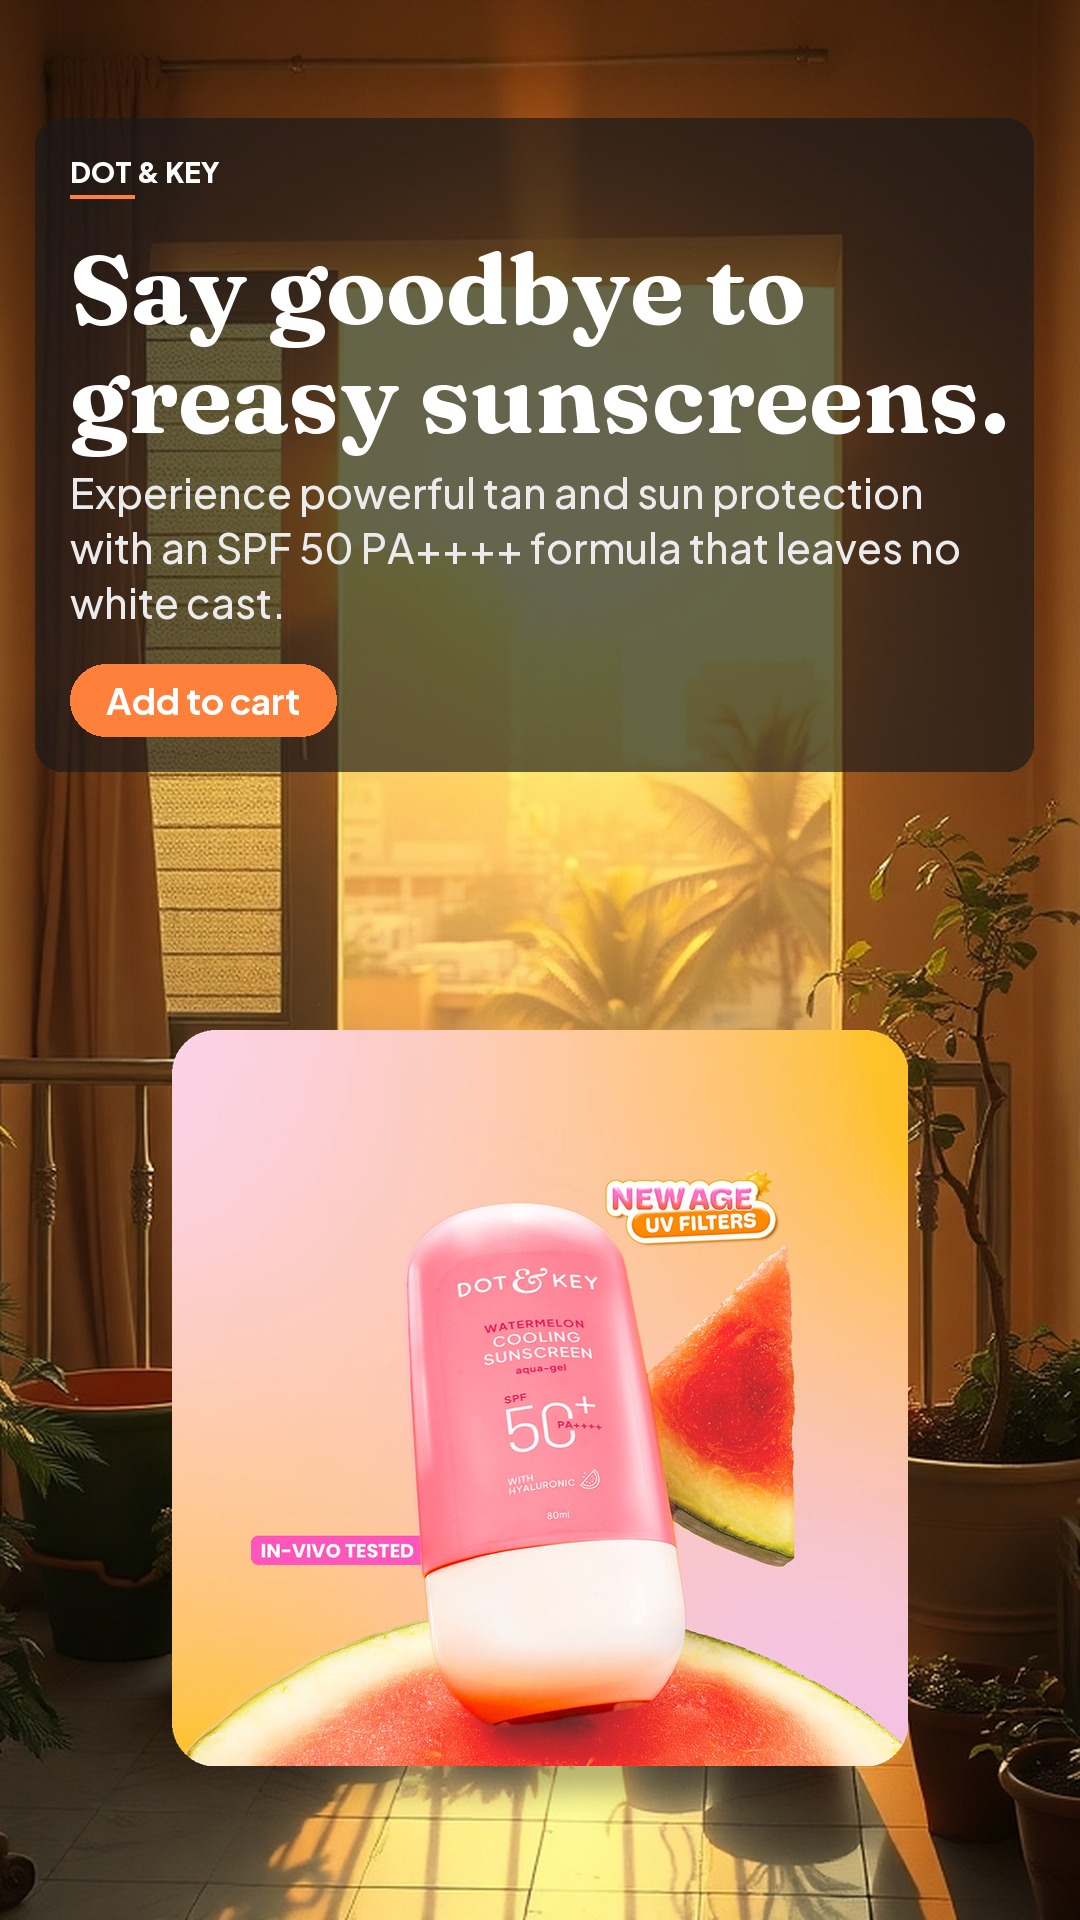 DOT & KEY
Say goodbye to
greasy sunscreens.
Experience powerful tan and sun protection
with an SPF 50 PA++++ formula that leaves no
white cast.
Add to cart
NEW AGE
UV FILTERS
DOT & KEY
WATERMELON
COOLING
SUNSCREEN
aqua-gel
SPF
50+
PA++++
WITH
HYALURONIC
80ml
IN-VIVO TESTED